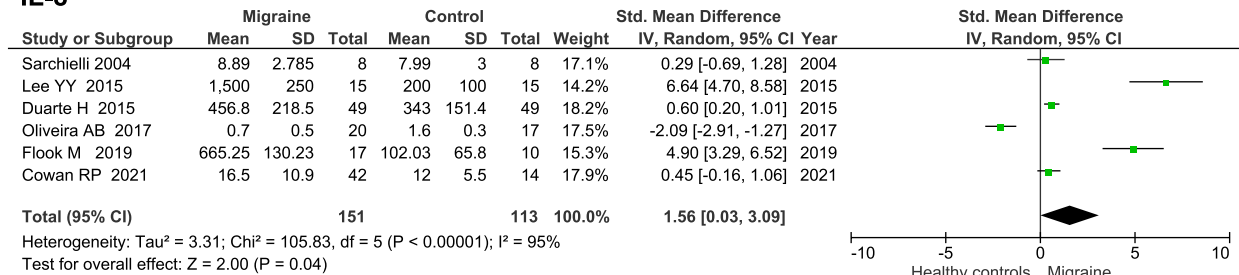 Migraine Control Std. Mean Difference Std. Mean Difference
Study or Subgroup Mean SD Total Mean SD Total Weight IV, Random, 95% CI Year IV, Random, 95% CI
Sarchielli 2004 8.89 2.785 8 7.99 3 8 17.1% 0.29 [-0.69, 1.28] 2004
Lee YY 2015 1,500 250 15 200 100 15 14.2% 6.64 [4.70, 8.58] 2015
Duarte H 2015 456.8 218.5 49 343 151.4 49 18.2% 0.60 [0.20, 1.01] 2015
Oliveira AB 2017 0.7 0.5 20 1.6 0.3 17 17.5% -2.09 [-2.91, -1.27] 2017
Flook M 2019 665.25 130.23 17 102.03 65.8 10 15.3% 4.90 [3.29, 6.52] 2019
Cowan RP 2021 16.5 10.9 42 12 5.5 14 17.9% 0.45 [-0.16, 1.06] 2021
Total (95% CI) 151 113 100.0% 1.56 [0.03, 3.09]
Heterogeneity: Tau² = 3.31; Chi² = 105.83, df = 5 (P < 0.00001); I² = 95%
Test for overall effect: Z = 2.00 (P = 0.04)
-10 -5 0 5 10
Healthy controls Migraine